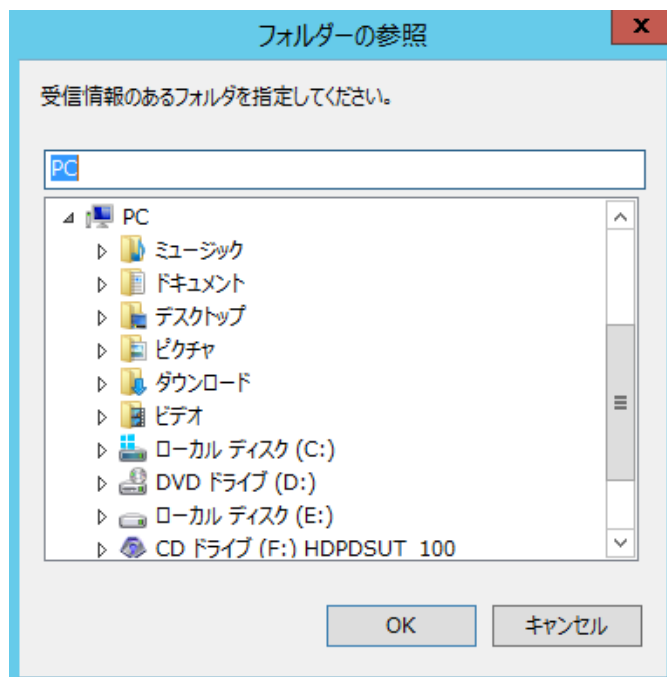 フォルダーの参照
x
受信情報のあるフォルダを指定してください。
PC
PC
ミュージック
ドキュメント
デスクトップ
ピクチャ
ダウンロード
ビデオ
ローカル ディスク (C:)
DVD ドライブ (D:)
ローカル ディスク (E:)
CD ドライブ (F:) HDPDSUT_100
OK キャンセル